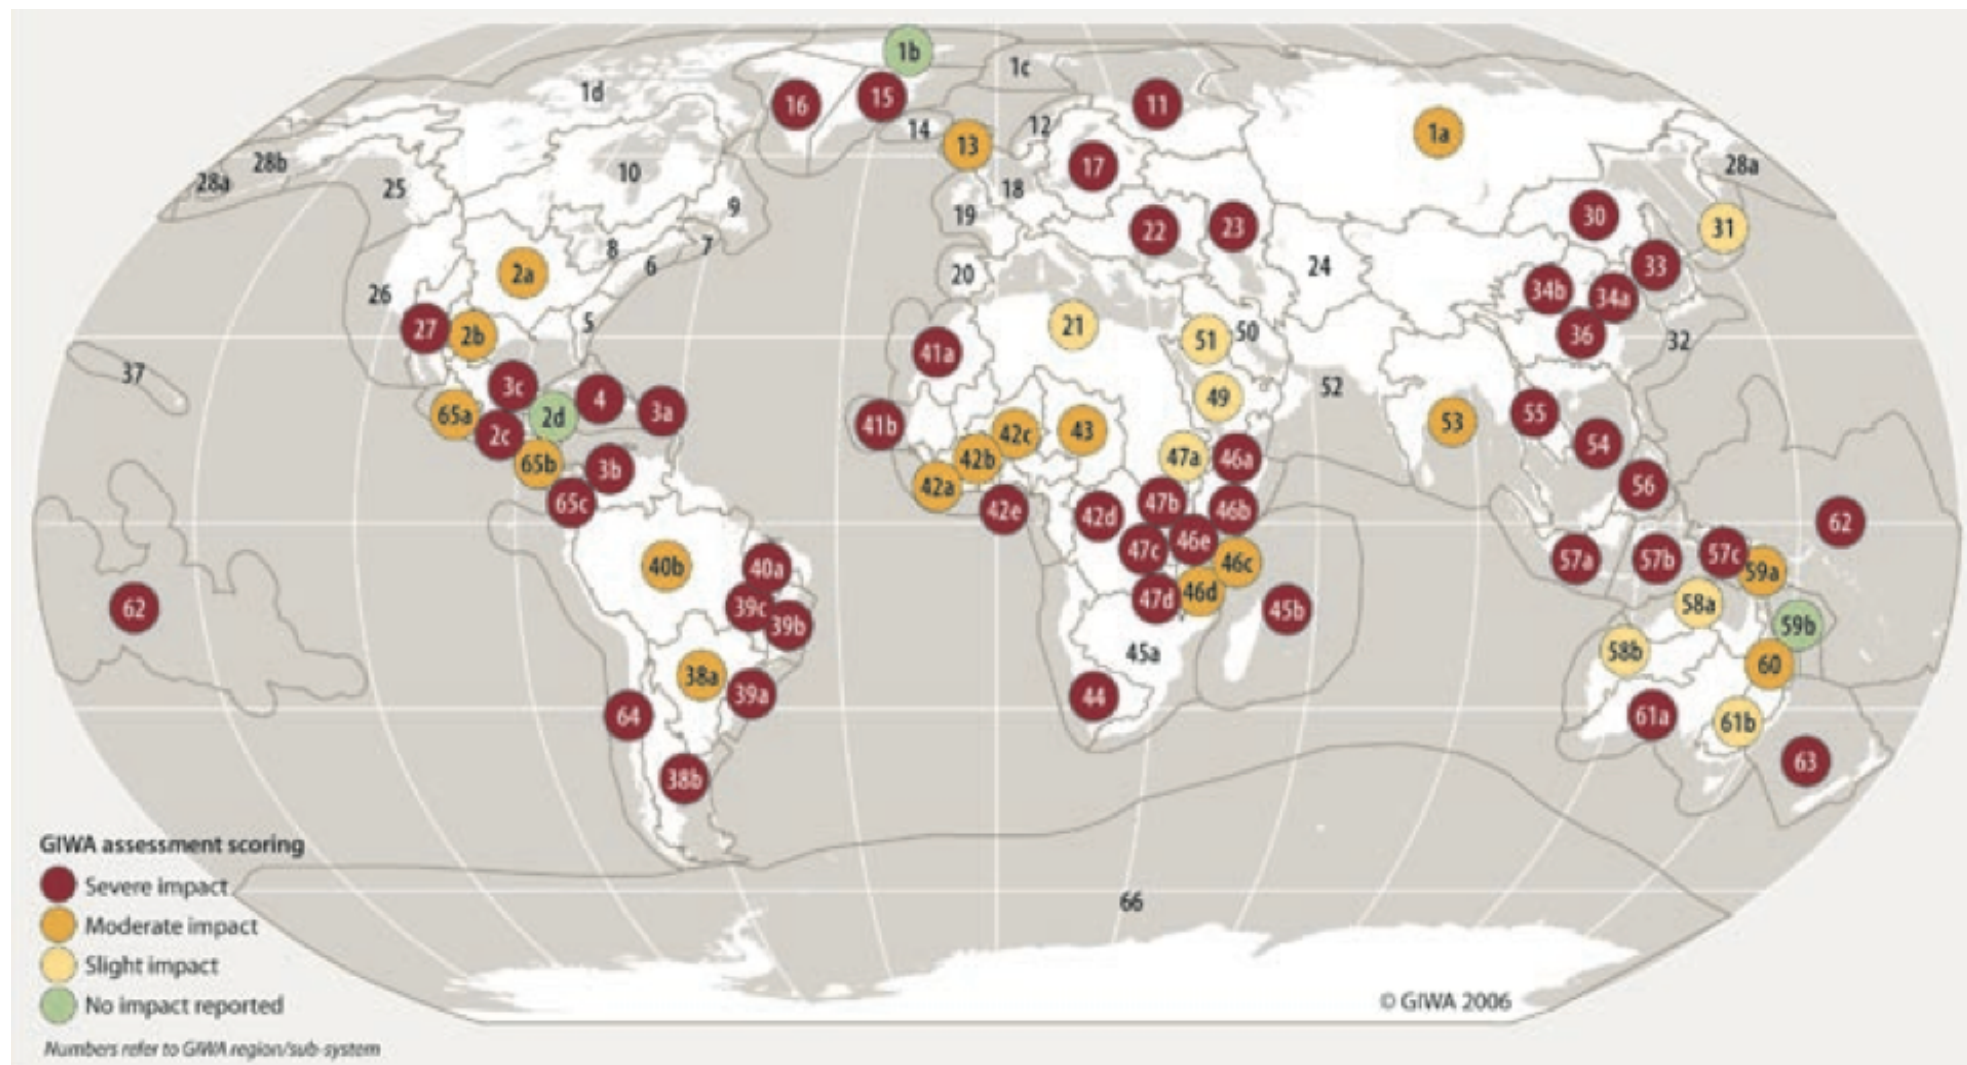 1b
1c
1d
16
15
11
14
12
13
1a
28b
28a
25
10
17
18
28a
9
19
30
31
22
23
8
7
6
2a
20
24
33
26
34b
34a
5
27
2b
21
51
50
36
32
41a
37
3c
4
52
65a
2d
3a
49
55
53
2c
41b
42c
43
54
65b
3b
42b
47a
46a
42a
56
65c
42e
42d
47b
46b
62
47c
46e
40b
40a
46c
57a
57b
57c
59a
62
39c
39b
47d
46d
45b
58a
59b
45a
58b
60
38a
39a
44
64
61a
61b
38b
63
GIWA assessment scoring
Severe impact
Moderate impact
Slight impact
No impact reported
66
© GIWA 2006
Numbers refer to GIWA region/sub-system